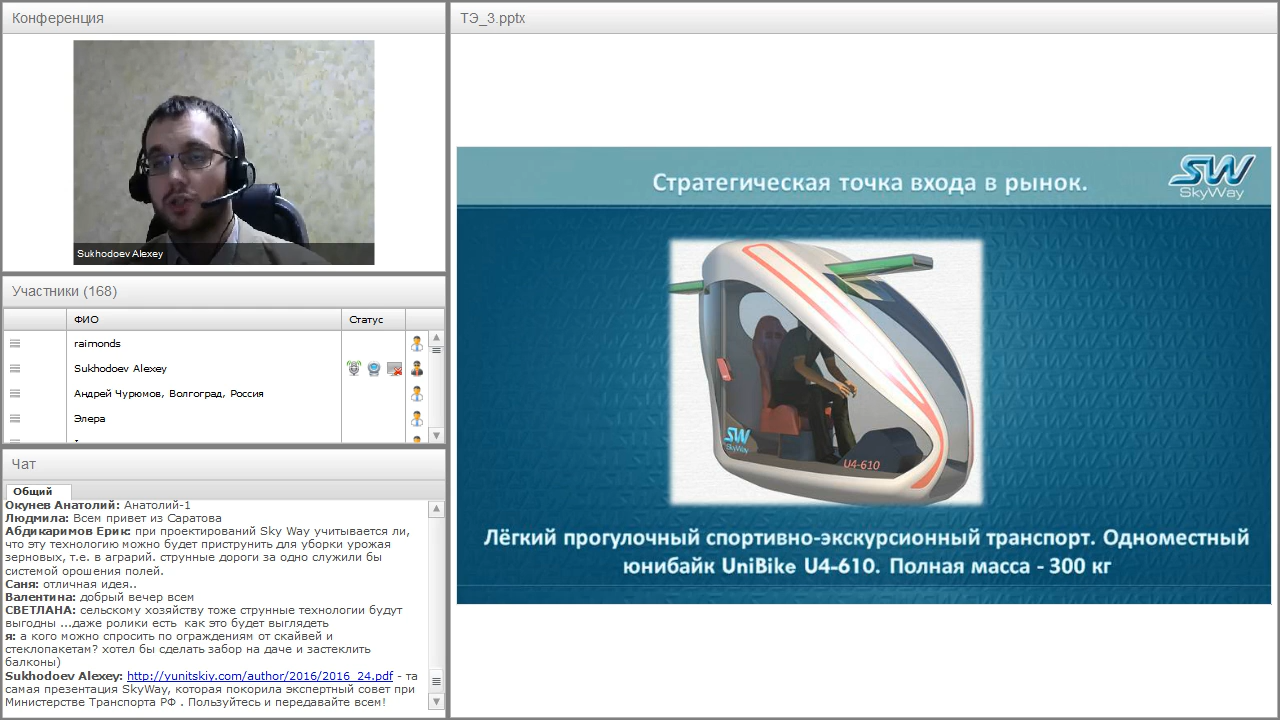 Конференция
Sukhodoev Alexey
Участники (168)
ФИО
Статус
raimonds
Sukhodoev Alexey
Андрей Чурюмов, Волгоград, Россия
Элера
Чат
Общий
Окунев Анатолий: Анатолий-1
Людмила: Всем привет из Саратова
Абдикаримов Ерик: при проектирований Sky Way учитывается ли,
что эту технологию можно будет приструнить для уборки урожая
зерновых, т.е. в аграрий. струнные дороги за одно служили бы
системой орошения полей.
Саня: отличная идея..
Валентина: добрый вечер всем
СВЕТЛАНА: сельскому хозяйству тоже струнные технологии будут
выгодны ...даже ролики есть как это будет выглядеть
я: а кого можно спросить по ограждениям от скайвей и
стеклопакетам? хотел бы сделать забор на даче и застеклить
балконы)
Sukhodoev Alexey: http://yunitskiy.com/author/2016/2016_24.pdf - та
самая презентация SkyWay, которая покорила экспертный совет при
Министерстве Транспорта РФ . Пользуйтесь и передавайте всем!
ТЭ_3.pptx
Стратегическая точка входа в рынок.
SW
SkyWay
SW
SkyWay
U4-610
Лёгкий прогулочный спортивно-экскурсионный транспорт. Одноместный
юнибайк UniBike U4-610. Полная масса - 300 кг